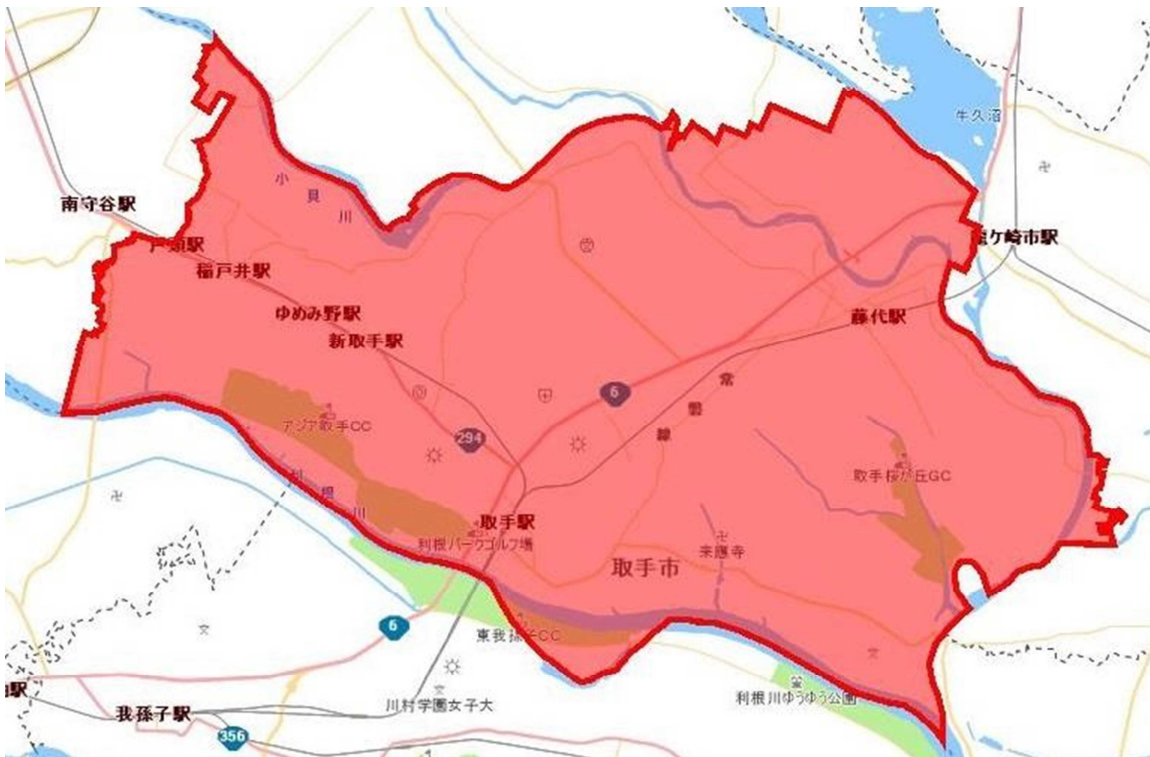 牛久沼
小
貝
川
南守谷駅
戸頭駅
稲戸井駅
竜ケ崎市駅
ゆめみ野駅
新取手駅
藤代駅
常
磐
線
6
アジア取手CC
294
取手桜が丘GC
利
根
川
取手駅
利根パークゴルフ場
来應寺
取手市
6
東我孫子CC
利根川ゆうゆう公園
川村学園女子大
我孫子駅
356